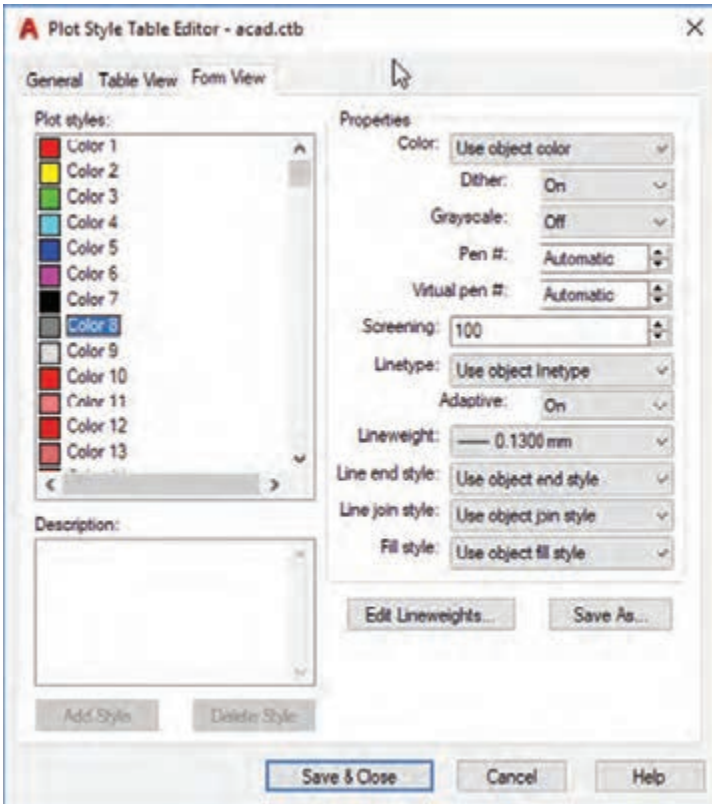 Plot Style Table Editor - acad.ctb
General Table View Form View
Plot styles:
Color 1
Color 2
Color 3
Color 4
Color 5
Color 6
Color 7
Color 8
Color 9
Color 10
Color 11
Color 12
Color 13
Description:
Add Style Delete Style
Properties
Color: Use object color
Dither: On
Grayscale: Off
Pen #: Automatic
Virtual pen #: Automatic
Screening: 100
Linetype: Use object linetype
Adaptive: On
Lineweight: 0.1300 mm
Line end style: Use object end style
Line join style: Use object join style
Fill style: Use object fill style
Edit Lineweights... Save As...
Save & Close Cancel Help